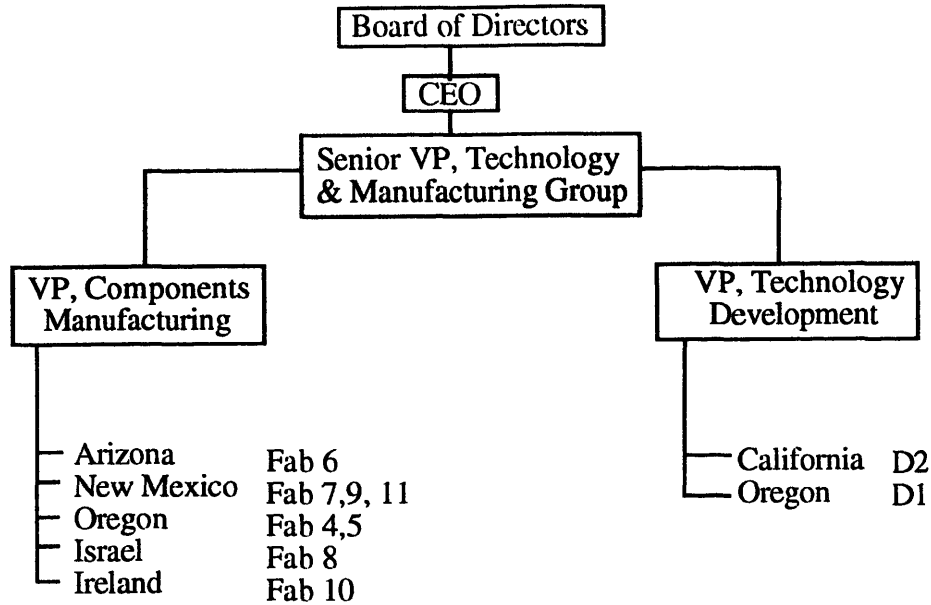 Board of Directors
CEO
Senior VP, Technology
& Manufacturing Group
VP, Components
Manufacturing
VP, Technology
Development
Arizona Fab 6
New Mexico Fab 7,9, 11
Oregon Fab 4,5
Israel Fab 8
Ireland Fab 10
California D2
Oregon D1